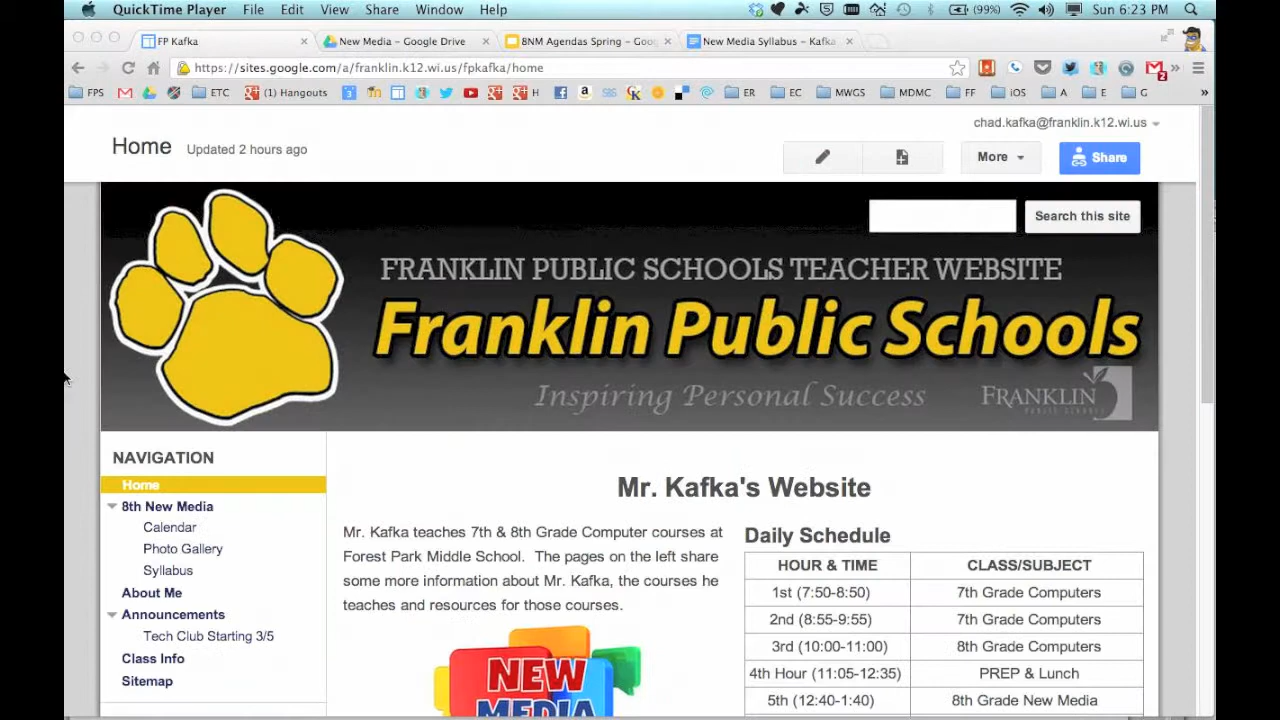 QuickTime Player File Edit View Share Window Help (99%) Sun 6:23 PM
FP Kafka New Media – Google Drive 8NM Agendas Spring – Goog New Media Syllabus – Kafka
https://sites.google.com/a/franklin.k12.wi.us/fpkafka/home
FPS ETC (1) Hangouts H ER EC MWGS MDMC FF iOS A E G »
chad.kafka@franklin.k12.wi.us
Home Updated 2 hours ago
More Share
Search this site
FRANKLIN PUBLIC SCHOOLS TEACHER WEBSITE
Franklin Public Schools
Inspiring Personal Success
FRANKLIN
PUBLIC SCHOOLS
NAVIGATION
Home
8th New Media
Calendar
Photo Gallery
Syllabus
About Me
Announcements
Tech Club Starting 3/5
Class Info
Sitemap
Mr. Kafka's Website
Mr. Kafka teaches 7th & 8th Grade Computer courses at
Forest Park Middle School. The pages on the left share
some more information about Mr. Kafka, the courses he
teaches and resources for those courses.
NEW
MEDIA
Daily Schedule
HOUR & TIME CLASS/SUBJECT
1st (7:50-8:50) 7th Grade Computers
2nd (8:55-9:55) 7th Grade Computers
3rd (10:00-11:00) 8th Grade Computers
4th Hour (11:05-12:35) PREP & Lunch
5th (12:40-1:40) 8th Grade New Media